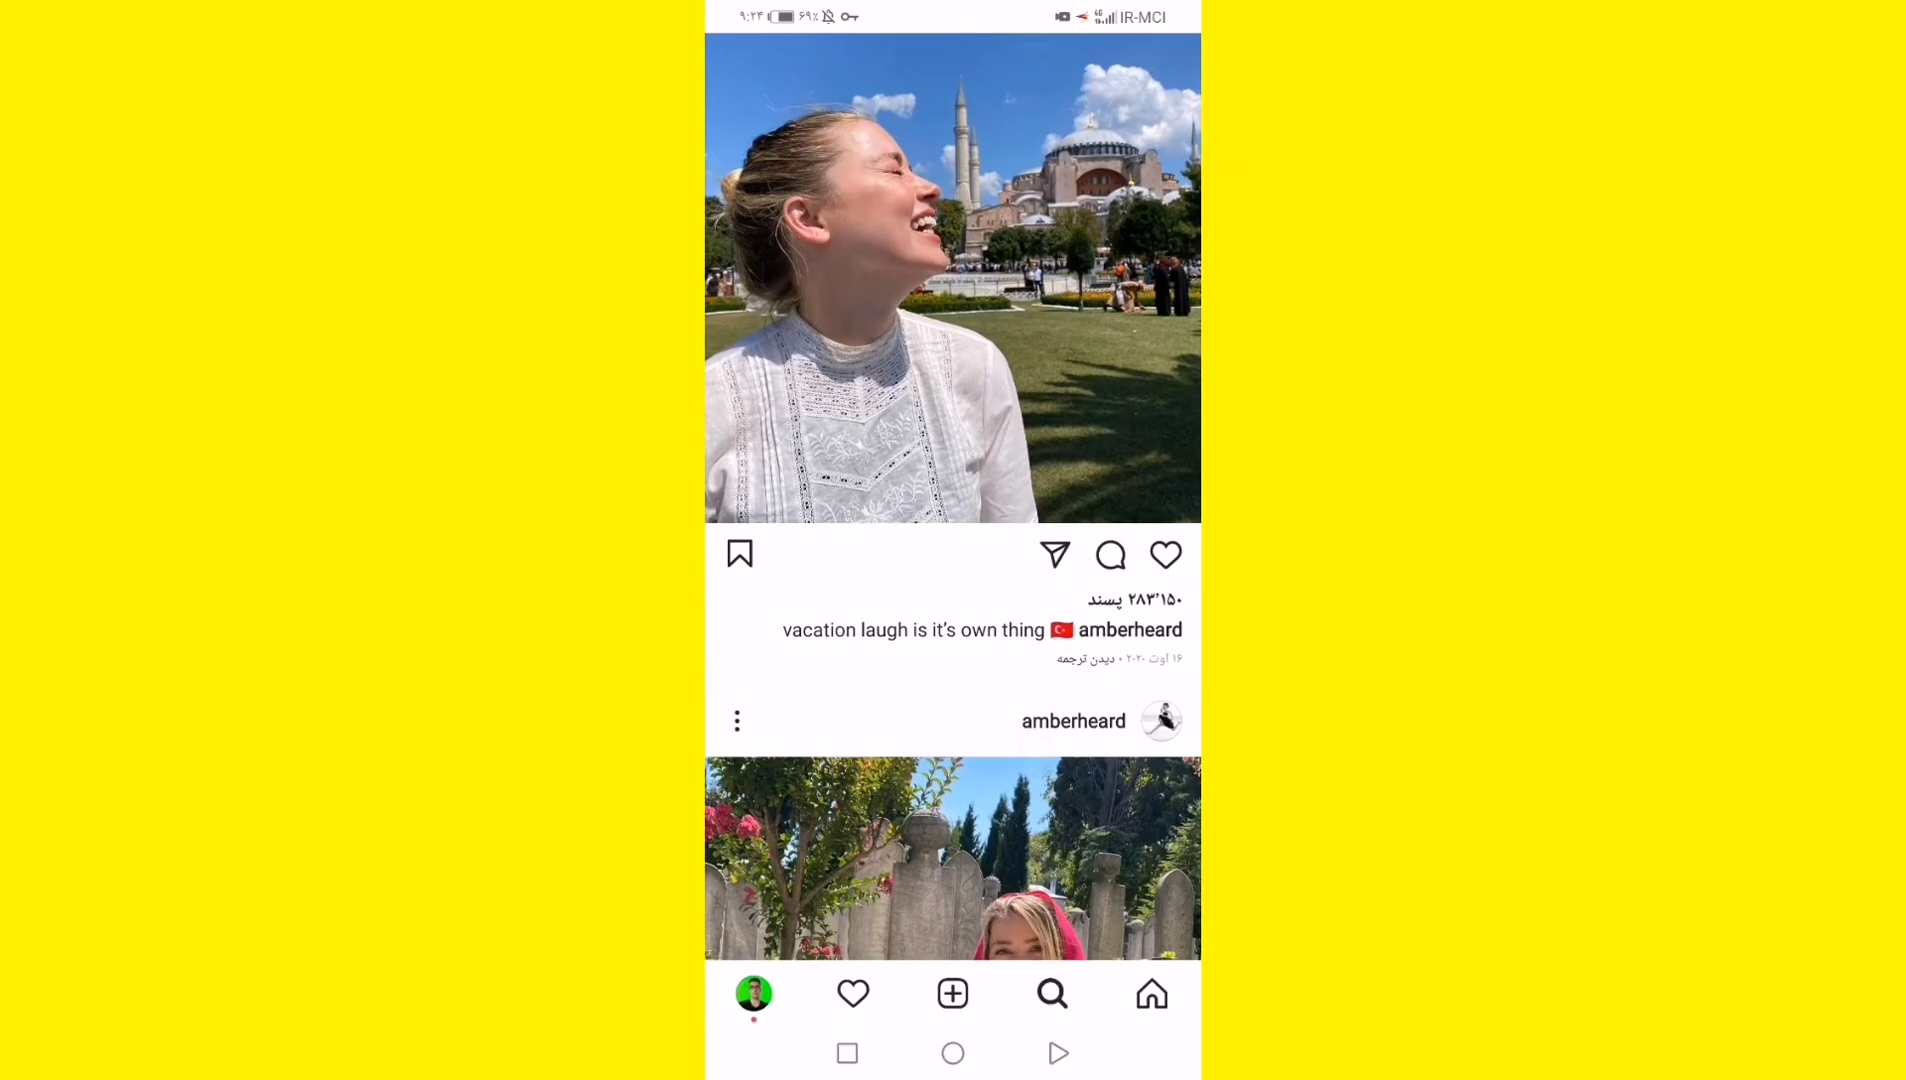 ۹:۲۴ ۶۹٪ 4G IR-MCI
۲۸۳٬۱۵۰ پسند
amberheard 🇹🇷 vacation laugh is it's own thing
۱۶ اوت ۲۰۲۰ • دیدن ترجمه
amberheard